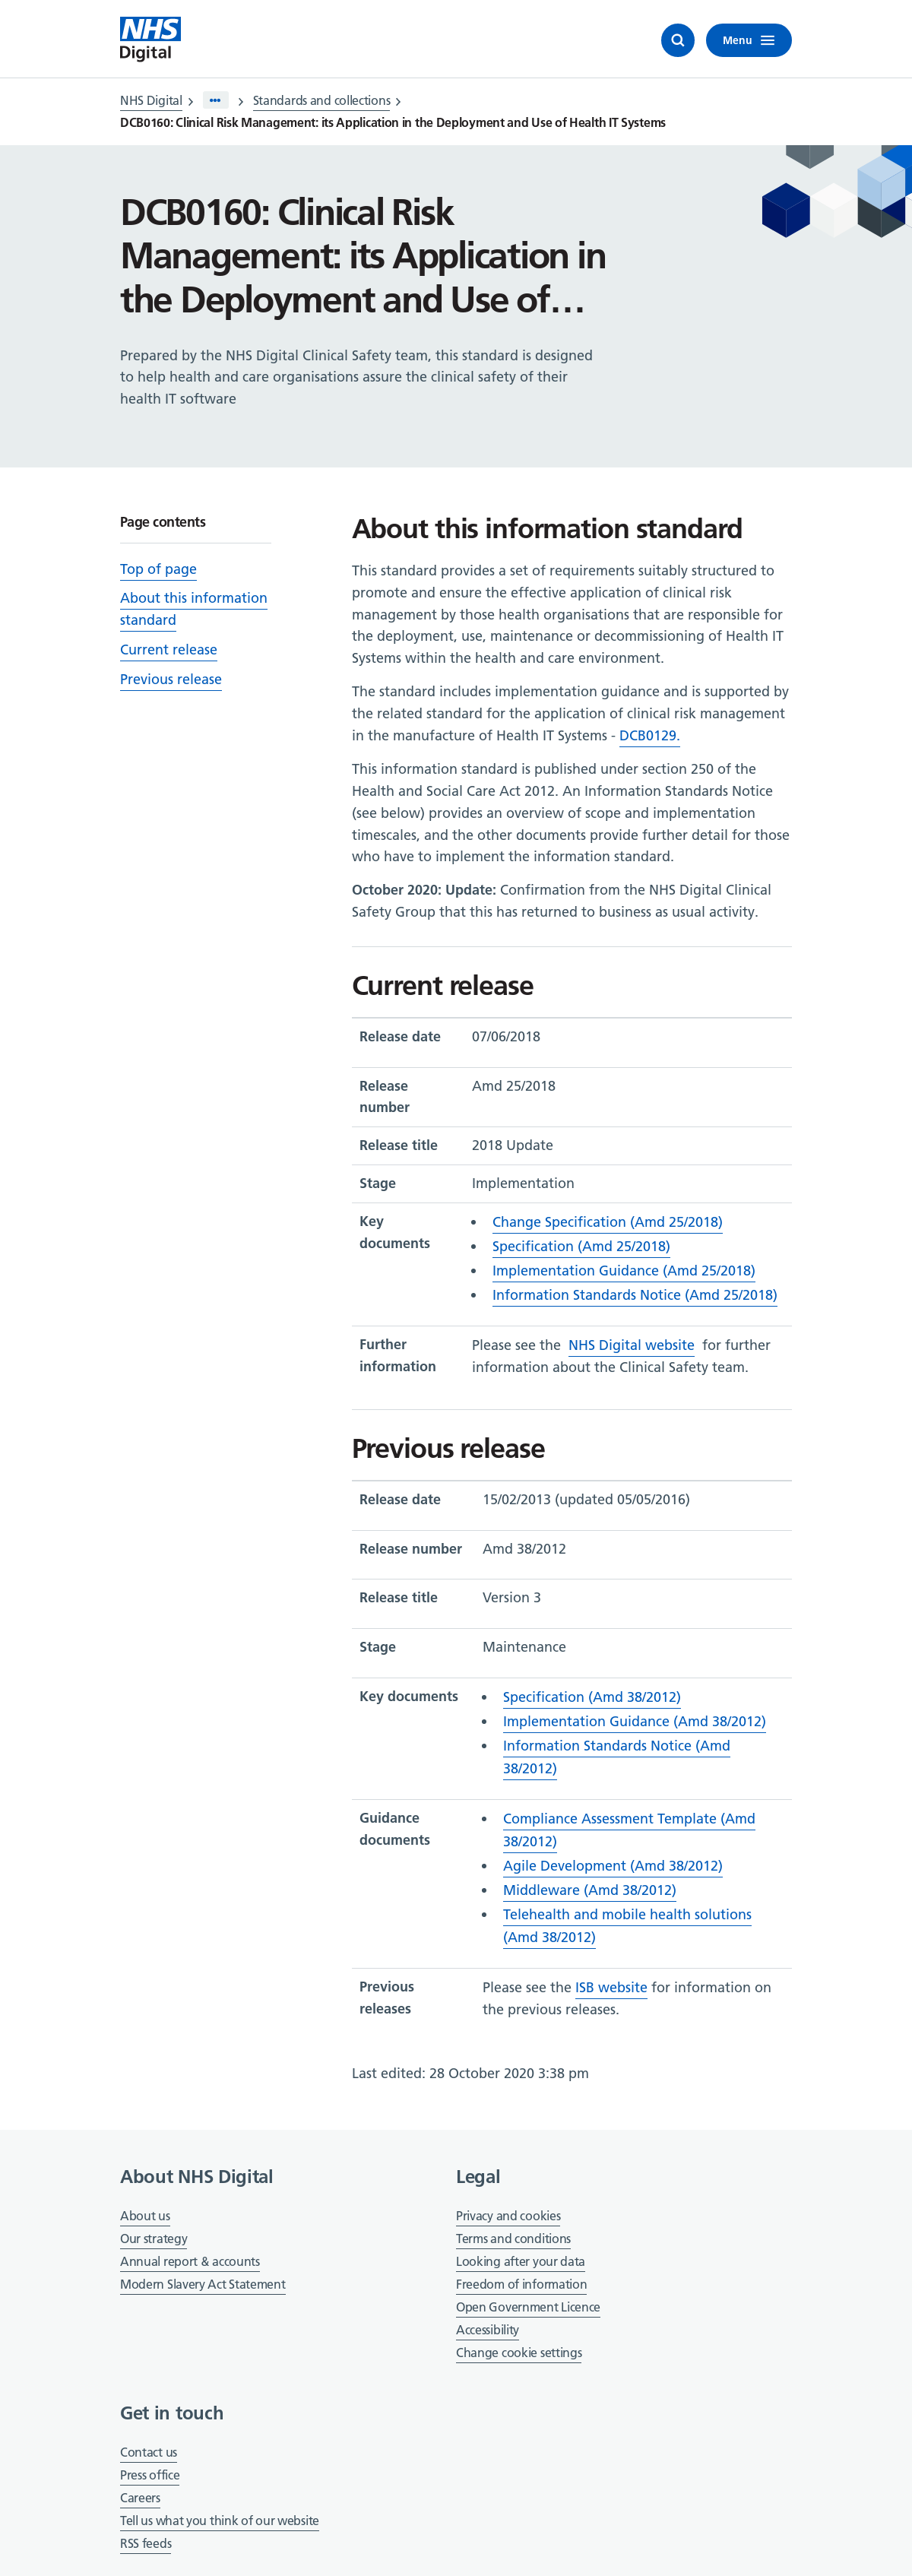 NHS
Digital
Menu
NHS Digital
Standards and collections
DCB0160: Clinical Risk Management: its Application in the Deployment and Use of Health IT Systems
DCB0160: Clinical Risk
Management: its Application in
the Deployment and Use of…
Prepared by the NHS Digital Clinical Safety team, this standard is designed
to help health and care organisations assure the clinical safety of their
health IT software
Page contents
Top of page
About this information
standard
Current release
Previous release
About this information standard
This standard provides a set of requirements suitably structured to
promote and ensure the effective application of clinical risk
management by those health organisations that are responsible for
the deployment, use, maintenance or decommissioning of Health IT
Systems within the health and care environment.
The standard includes implementation guidance and is supported by
the related standard for the application of clinical risk management
in the manufacture of Health IT Systems - DCB0129.
This information standard is published under section 250 of the
Health and Social Care Act 2012. An Information Standards Notice
(see below) provides an overview of scope and implementation
timescales, and the other documents provide further detail for those
who have to implement the information standard.
October 2020: Update: Confirmation from the NHS Digital Clinical
Safety Group that this has returned to business as usual activity.
Current release
Release date 07/06/2018
Release
number
Amd 25/2018
Release title 2018 Update
Stage Implementation
Key
documents
• Change Specification (Amd 25/2018)
• Specification (Amd 25/2018)
• Implementation Guidance (Amd 25/2018)
• Information Standards Notice (Amd 25/2018)
Further
information
Please see the NHS Digital website for further
information about the Clinical Safety team.
Previous release
Release date 15/02/2013 (updated 05/05/2016)
Release number Amd 38/2012
Release title Version 3
Stage Maintenance
Key documents
• Specification (Amd 38/2012)
• Implementation Guidance (Amd 38/2012)
• Information Standards Notice (Amd
38/2012)
Guidance
documents
• Compliance Assessment Template (Amd
38/2012)
• Agile Development (Amd 38/2012)
• Middleware (Amd 38/2012)
• Telehealth and mobile health solutions
(Amd 38/2012)
Previous
releases
Please see the ISB website for information on
the previous releases.
Last edited: 28 October 2020 3:38 pm
About NHS Digital
About us
Our strategy
Annual report & accounts
Modern Slavery Act Statement
Legal
Privacy and cookies
Terms and conditions
Looking after your data
Freedom of information
Open Government Licence
Accessibility
Change cookie settings
Get in touch
Contact us
Press office
Careers
Tell us what you think of our website
RSS feeds